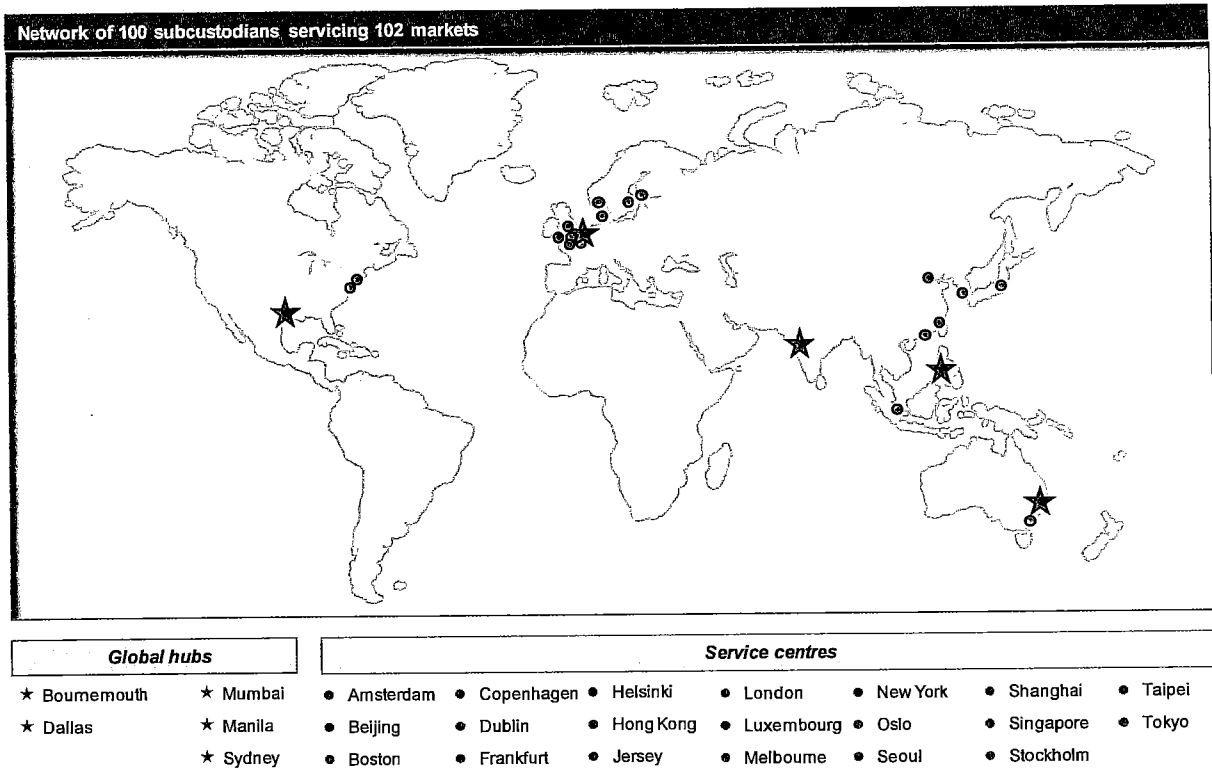 Network of 100 subcustodians servicing 102 markets
Global hubs
Service centres
★ Bournemouth ★ Mumbai ● Amsterdam ● Copenhagen ● Helsinki ● London ● New York ● Shanghai ● Taipei
★ Dallas ★ Manila ● Beijing ● Dublin ● Hong Kong ● Luxembourg ● Oslo ● Singapore ● Tokyo
★ Sydney ● Boston ● Frankfurt ● Jersey ● Melbourne ● Seoul ● Stockholm